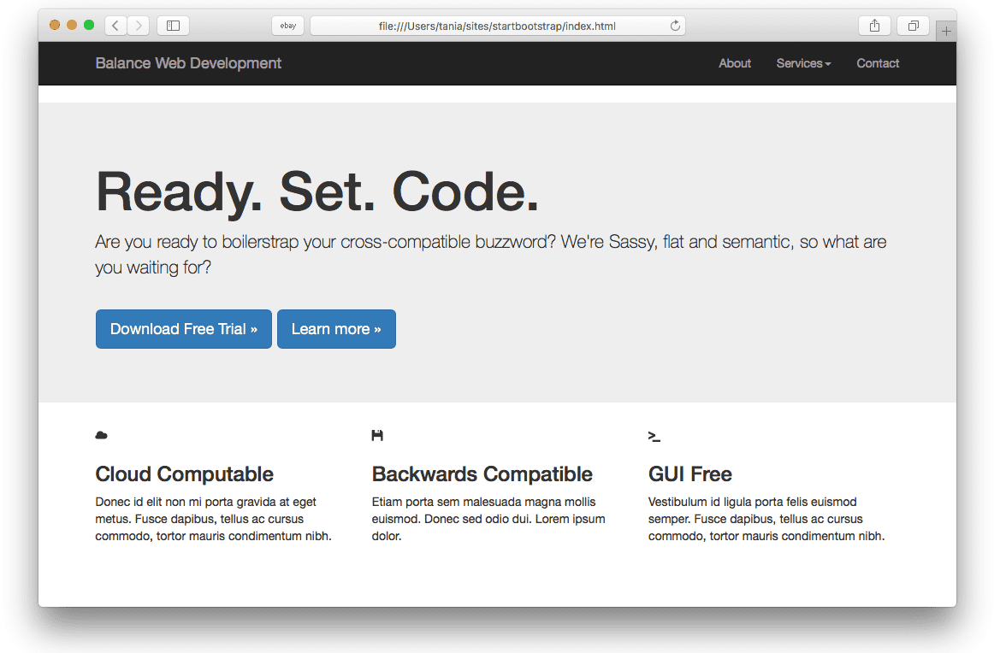 ebay
file:///Users/tania/sites/startbootstrap/index.html
Balance Web Development
About
Services
Contact
Ready. Set. Code.
Are you ready to boilerstrap your cross-compatible buzzword? We're Sassy, flat and semantic, so what are
you waiting for?
Download Free Trial »
Learn more »
Cloud Computable
Donec id elit non mi porta gravida at eget
metus. Fusce dapibus, tellus ac cursus
commodo, tortor mauris condimentum nibh.
Backwards Compatible
Etiam porta sem malesuada magna mollis
euismod. Donec sed odio dui. Lorem ipsum
dolor.
GUI Free
Vestibulum id ligula porta felis euismod
semper. Fusce dapibus, tellus ac cursus
commodo, tortor mauris condimentum nibh.